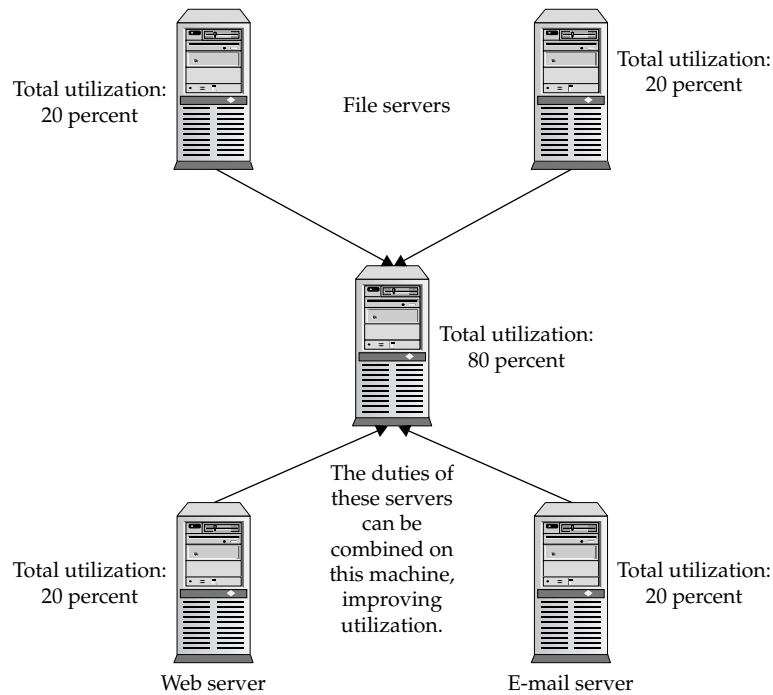 Total utilization:
20 percent
File servers
Total utilization:
20 percent
Total utilization:
80 percent
The duties of
these servers
can be
combined on
this machine,
improving
utilization.
Total utilization:
20 percent
Total utilization:
20 percent
Web server
E-mail server